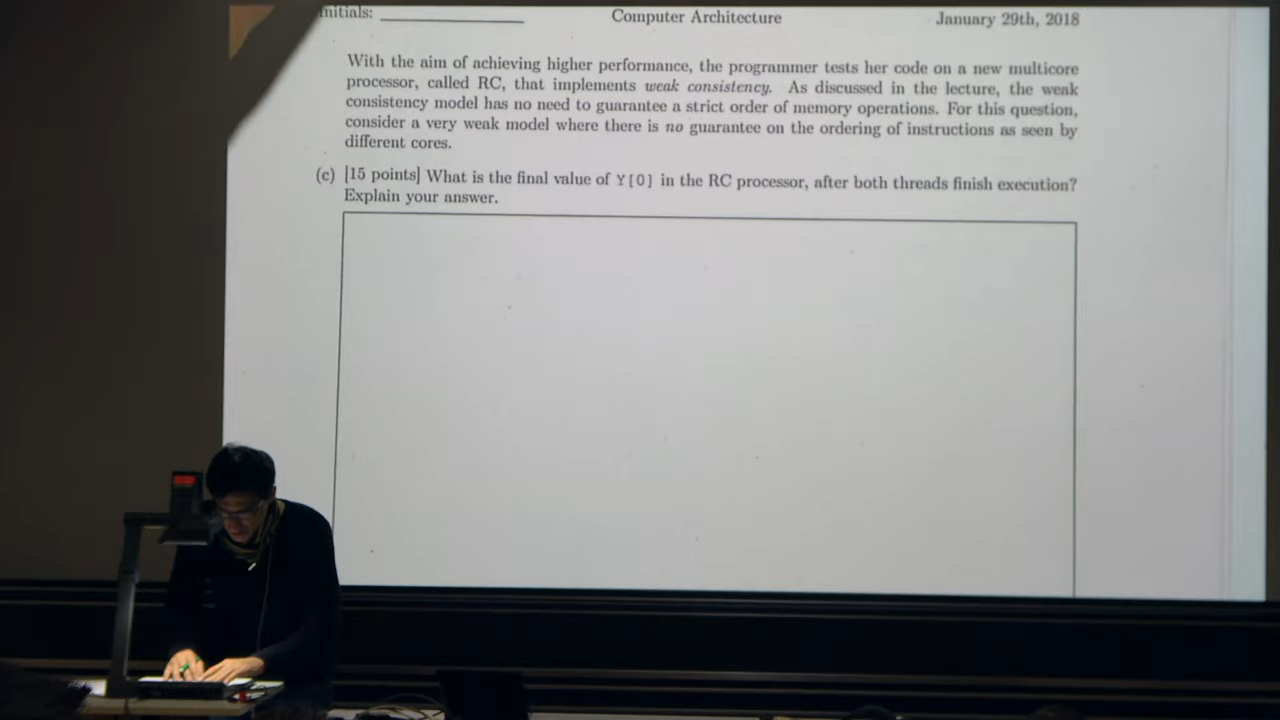 nitials:
Computer Architecture
January 29th, 2018
With the aim of achieving higher performance, the programmer tests her code on a new multicore
processor, called RC, that implements weak consistency. As discussed in the lecture, the weak
consistency model has no need to guarantee a strict order of memory operations. For this question,
consider a very weak model where there is no guarantee on the ordering of instructions as seen by
different cores.
(c) [15 points] What is the final value of Y[0] in the RC processor, after both threads finish execution?
Explain your answer.